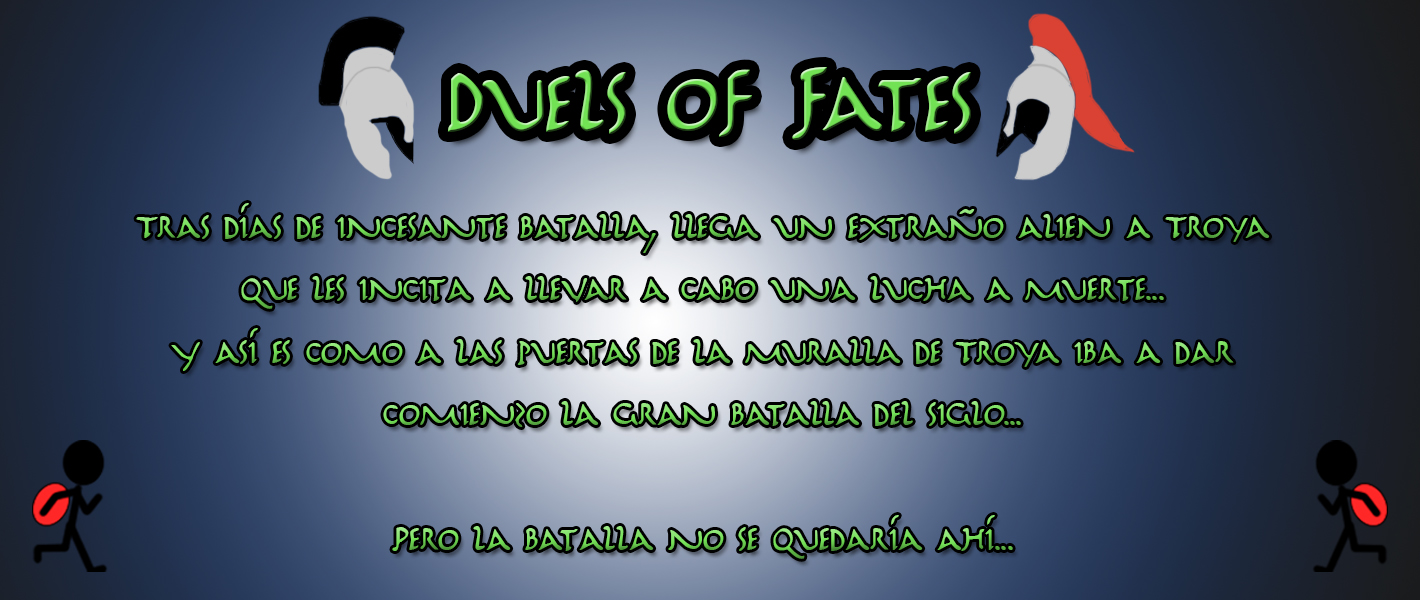 DUELS OF FATES
TRAS DÍAS DE INCESANTE BATALLA, LLEGA UN EXTRAÑO ALIEN A TROYA
QUE LES INCITA A LLEVAR A CABO UNA LUCHA A MUERTE...
Y ASÍ ES COMO A LAS PUERTAS DE LA MURALLA DE TROYA IBA A DAR
COMIENZO LA GRAN BATALLA DEL SIGLO...
PERO LA BATALLA NO SE QUEDARÍA AHÍ...